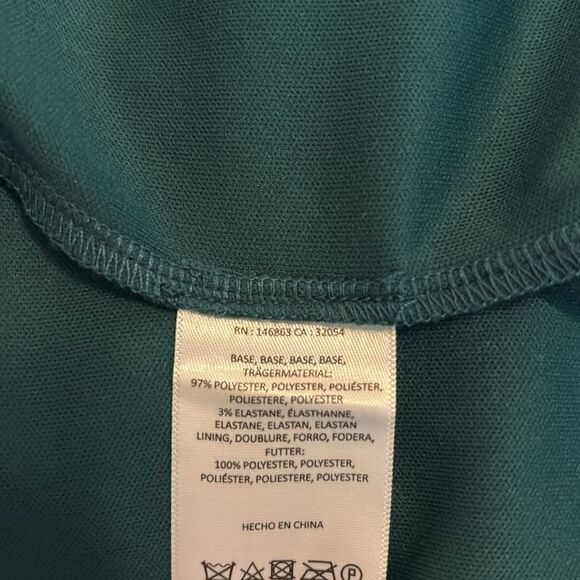 RN : 146863 CA : 32054
BASE, BASE, BASE, BASE,
TRÄGERMATERIAL:
97% POLYESTER, POLYESTER, POLIÉSTER,
POLIESTERE, POLYESTER
3% ELASTANE, ÉLASTHANNE,
ELASTANE, ELASTAN, ELASTAN
LINING, DOUBLURE, FORRO, FODERA,
FUTTER:
100% POLYESTER, POLYESTER,
POLIÉSTER, POLIESTERE, POLYESTER
HECHO EN CHINA
P